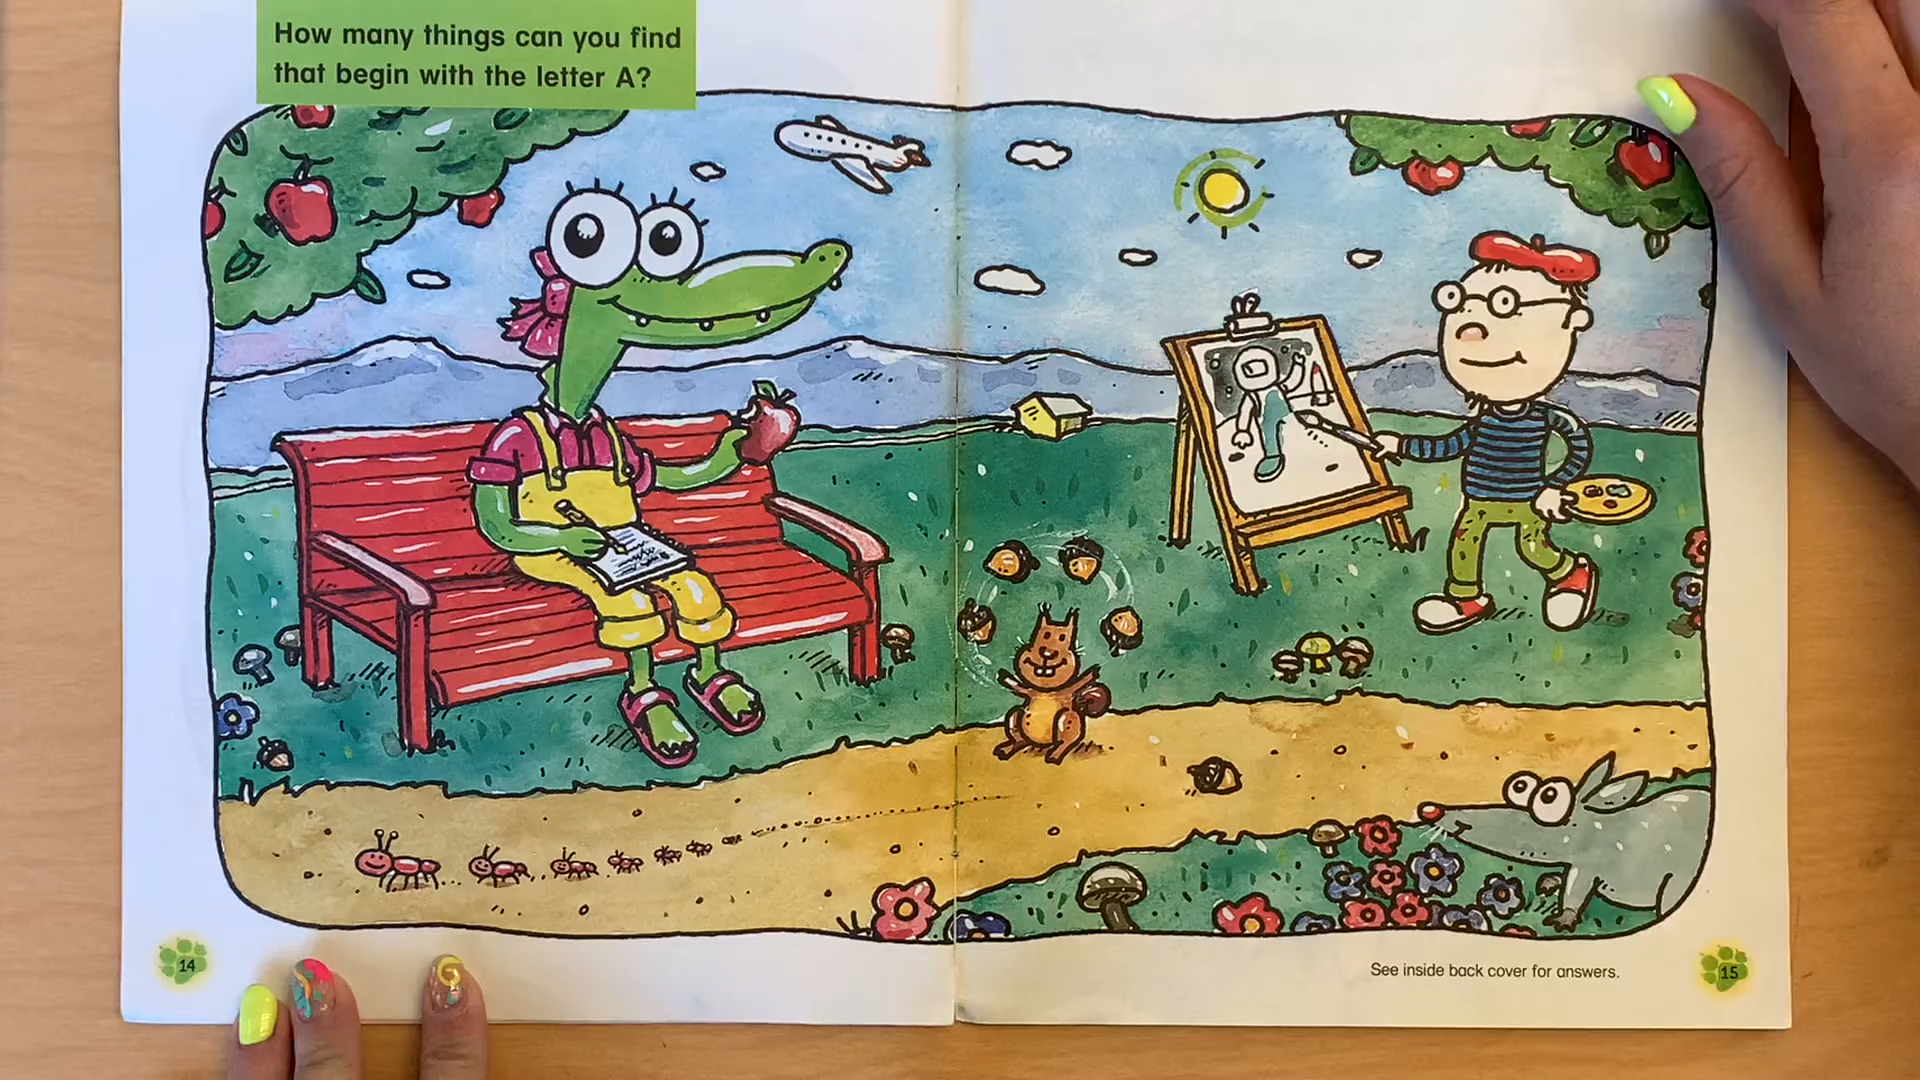 How many things can you find
that begin with the letter A?
14
See inside back cover for answers.
15